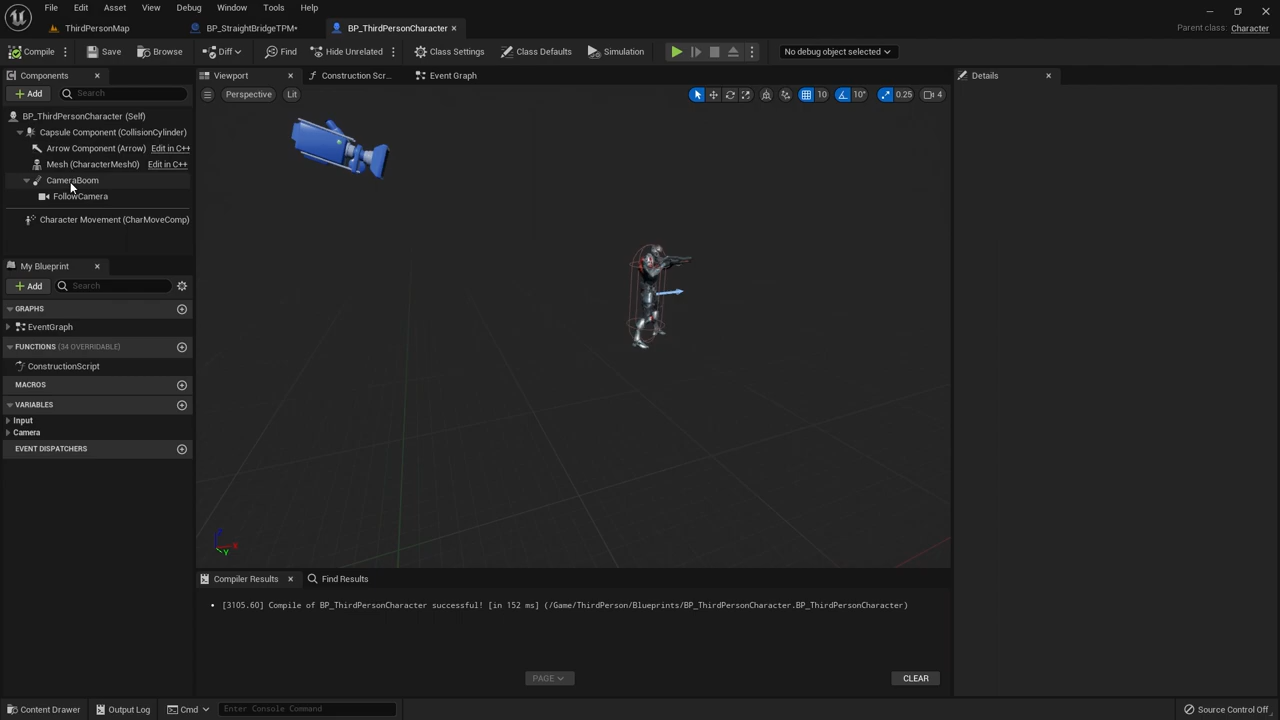 File Edit Asset View Debug Window Tools Help
ThirdPersonMap BP_StraightBridgeTPM* BP_ThirdPersonCharacter Parent class: Character
Compile Save Browse Diff Find Hide Unrelated Class Settings Class Defaults Simulation No debug object selected
Components Viewport Construction Scr... Event Graph Details
Add Search Perspective Lit 10 10° 0.25 4
BP_ThirdPersonCharacter (Self)
Capsule Component (CollisionCylinder)
Arrow Component (Arrow) Edit in C++
Mesh (CharacterMesh0) Edit in C++
CameraBoom
FollowCamera
Character Movement (CharMoveComp)
My Blueprint
Add Search
GRAPHS
EventGraph
FUNCTIONS (34 OVERRIDABLE)
ConstructionScript
MACROS
VARIABLES
Input
Camera
EVENT DISPATCHERS
Z X Y
Compiler Results Find Results
[3105.60] Compile of BP_ThirdPersonCharacter successful! [in 152 ms] (/Game/ThirdPerson/Blueprints/BP_ThirdPersonCharacter.BP_ThirdPersonCharacter)
PAGE CLEAR
Content Drawer Output Log Cmd Enter Console Command Source Control Off